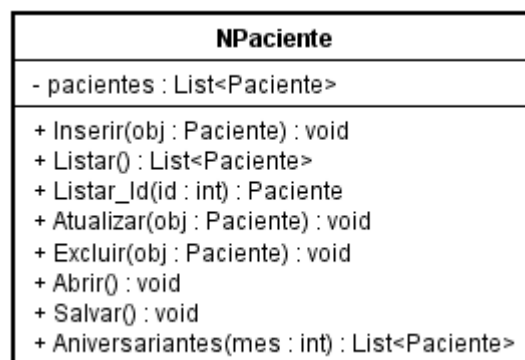 NPaciente
- pacientes : List<Paciente>
+ Inserir(obj : Paciente) : void
+ Listar() : List<Paciente>
+ Listar_Id(id : int) : Paciente
+ Atualizar(obj : Paciente) : void
+ Excluir(obj : Paciente) : void
+ Abrir() : void
+ Salvar() : void
+ Aniversariantes(mes : int) : List<Paciente>